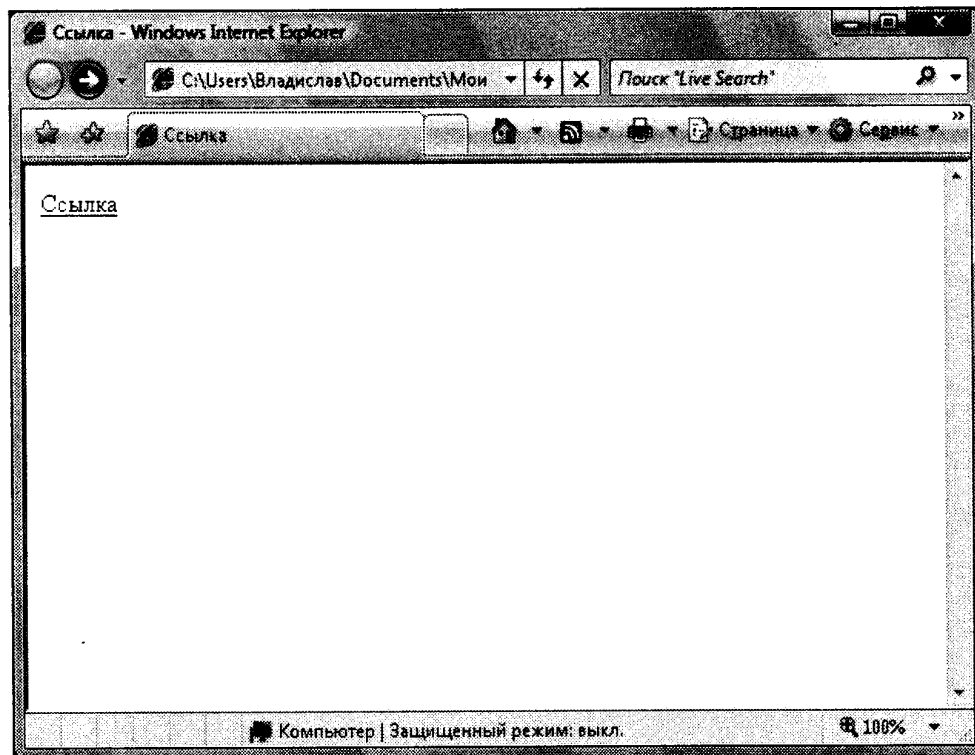 Ссылка - Windows Internet Explorer
C:\Users\Владислав\Documents\Мои
Поиск "Live Search"
Ссылка
Страница
Сервис
»
Ссылка
Компьютер | Защищенный режим: выкл.
100%